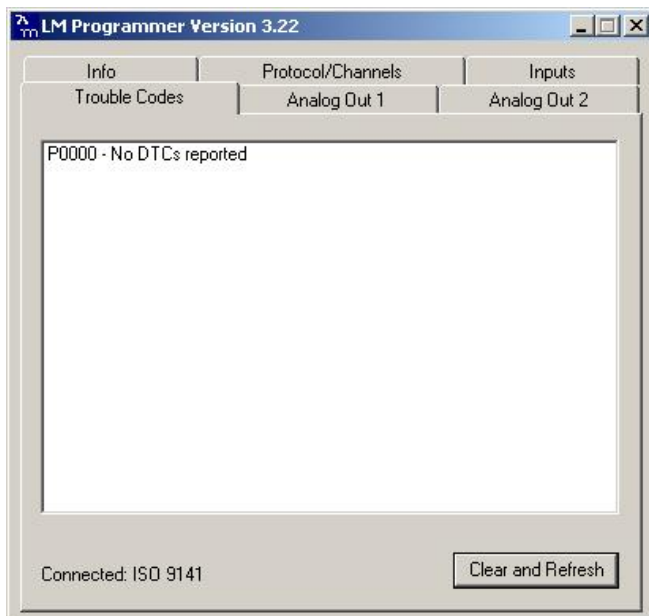 LM Programmer Version 3.22
Info Protocol/Channels Inputs
Trouble Codes Analog Out 1 Analog Out 2
P0000 - No DTCs reported
Connected: ISO 9141 Clear and Refresh